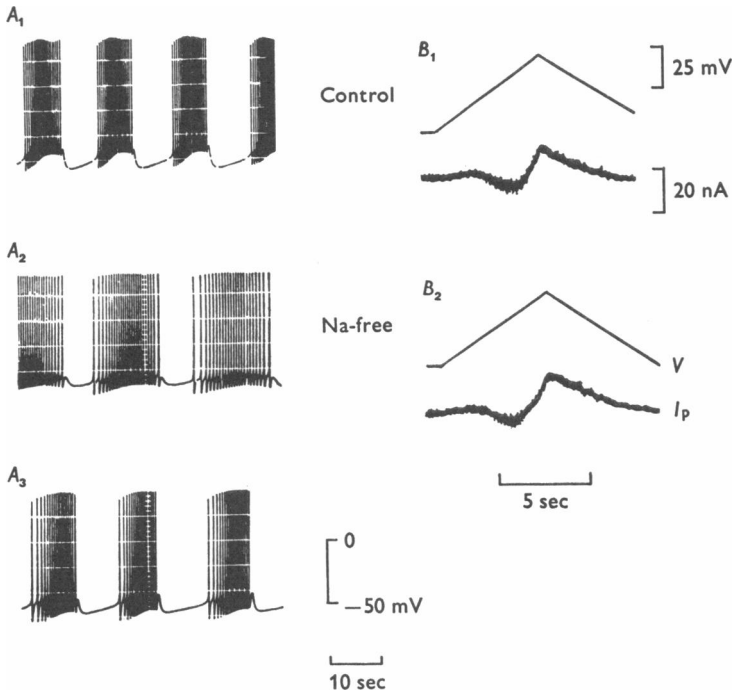 A1
B1
25 mV
Control
20 nA
A2
B2
Na-free
V
Ip
A3
5 sec
0
−50 mV
10 sec